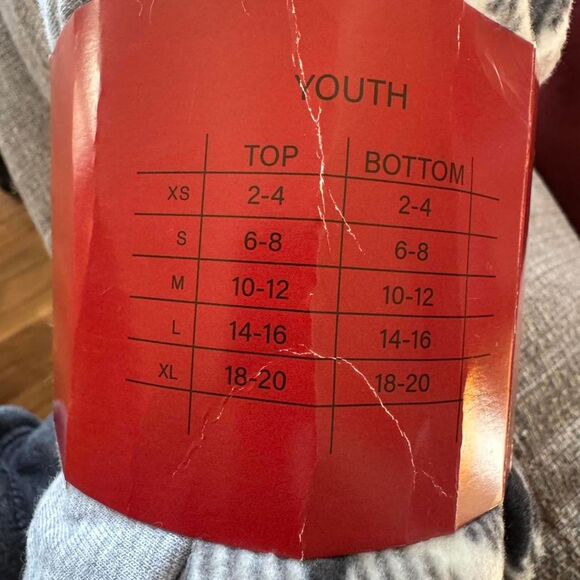 YOUTH
TOP BOTTOM
XS 2-4 2-4
S 6-8 6-8
M 10-12 10-12
L 14-16 14-16
XL 18-20 18-20